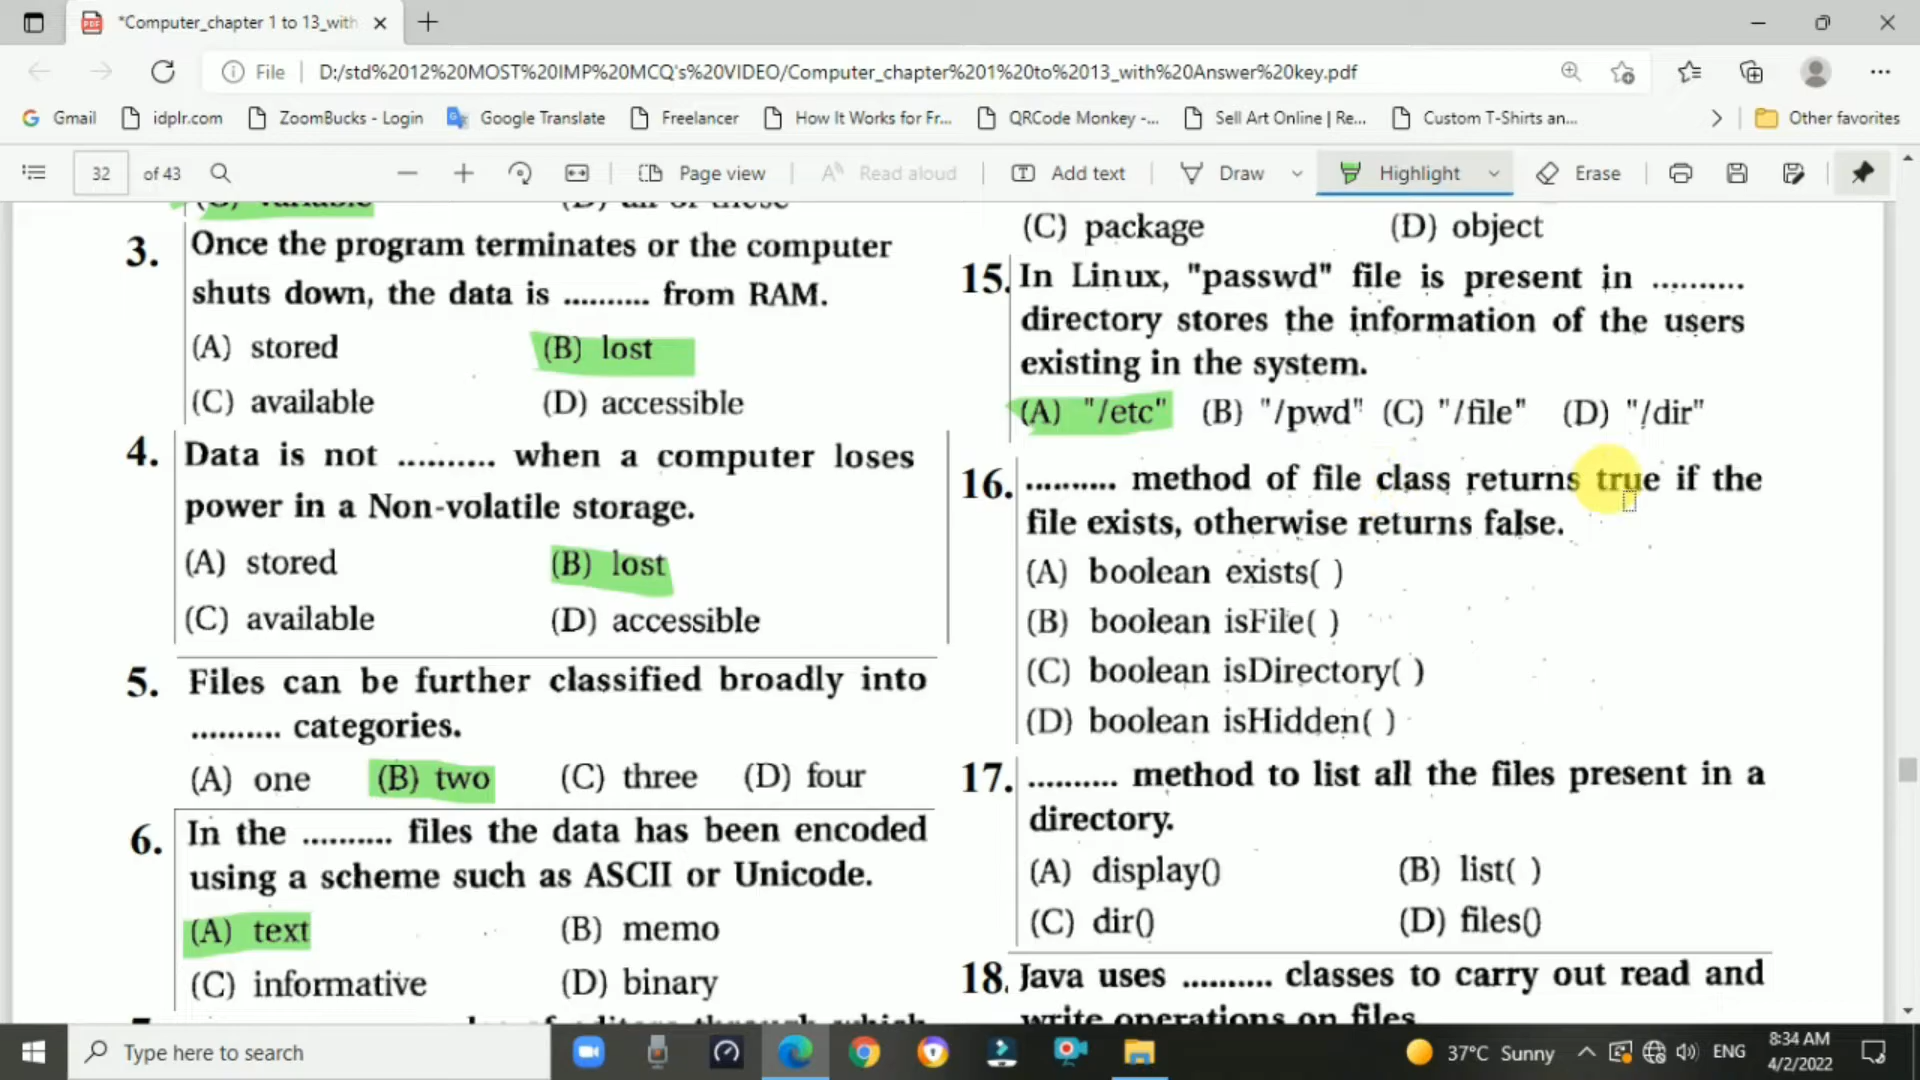 *Computer_chapter 1 to 13_with
File
D:/std%2012%20MOST%20IMP%20MCQ's%20VIDEO/Computer_chapter%201%20to%2013_with%20Answer%20key.pdf
Gmail
idplr.com
ZoomBucks - Login
Google Translate
Freelancer
How It Works for Fr...
QRCode Monkey -...
Sell Art Online | Re...
Custom T-Shirts an...
Other favorites
32 of 43
Page view
Read aloud
Add text
Draw
Highlight
Erase
(C) variable (D) all of these
3. Once the program terminates or the computer
shuts down, the data is .......... from RAM.
(A) stored (B) lost
(C) available (D) accessible
4. Data is not .......... when a computer loses
power in a Non-volatile storage.
(A) stored (B) lost
(C) available (D) accessible
5. Files can be further classified broadly into
.......... categories.
(A) one (B) two (C) three (D) four
6. In the .......... files the data has been encoded
using a scheme such as ASCII or Unicode.
(A) text (B) memo
(C) informative (D) binary
(C) package (D) object
15. In Linux, "passwd" file is present in ..........
directory stores the information of the users
existing in the system.
(A) "/etc" (B) "/pwd" (C) "/file" (D) "/dir"
16. .......... method of file class returns true if the
file exists, otherwise returns false.
(A) boolean exists( )
(B) boolean isFile( )
(C) boolean isDirectory( )
(D) boolean isHidden( )
17. .......... method to list all the files present in a
directory.
(A) display() (B) list( )
(C) dir() (D) files()
18. Java uses .......... classes to carry out read and
write operations on files
Type here to search
37°C Sunny
ENG
8:34 AM
4/2/2022